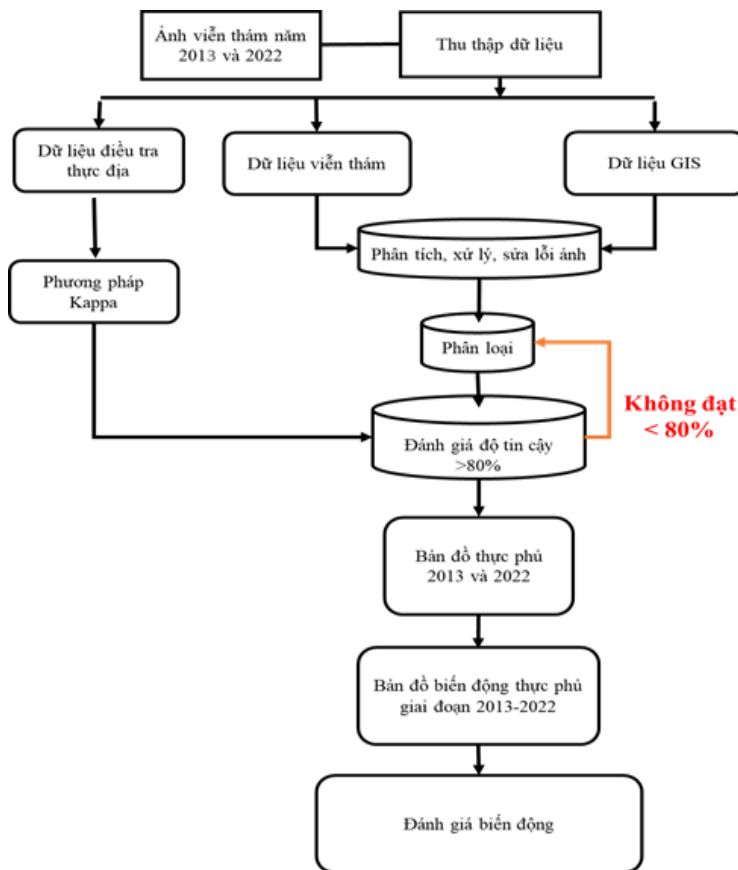 Ảnh viễn thám năm
2013 và 2022
Thu thập dữ liệu
Dữ liệu điều tra
thực địa
Dữ liệu viễn thám
Dữ liệu GIS
Phân tích, xử lý, sửa lỗi ảnh
Phương pháp
Kappa
Phân loại
Không đạt
< 80%
Đánh giá độ tin cậy
>80%
Bản đồ thực phủ
2013 và 2022
Bản đồ biến động thực phủ
giai đoạn 2013-2022
Đánh giá biến động